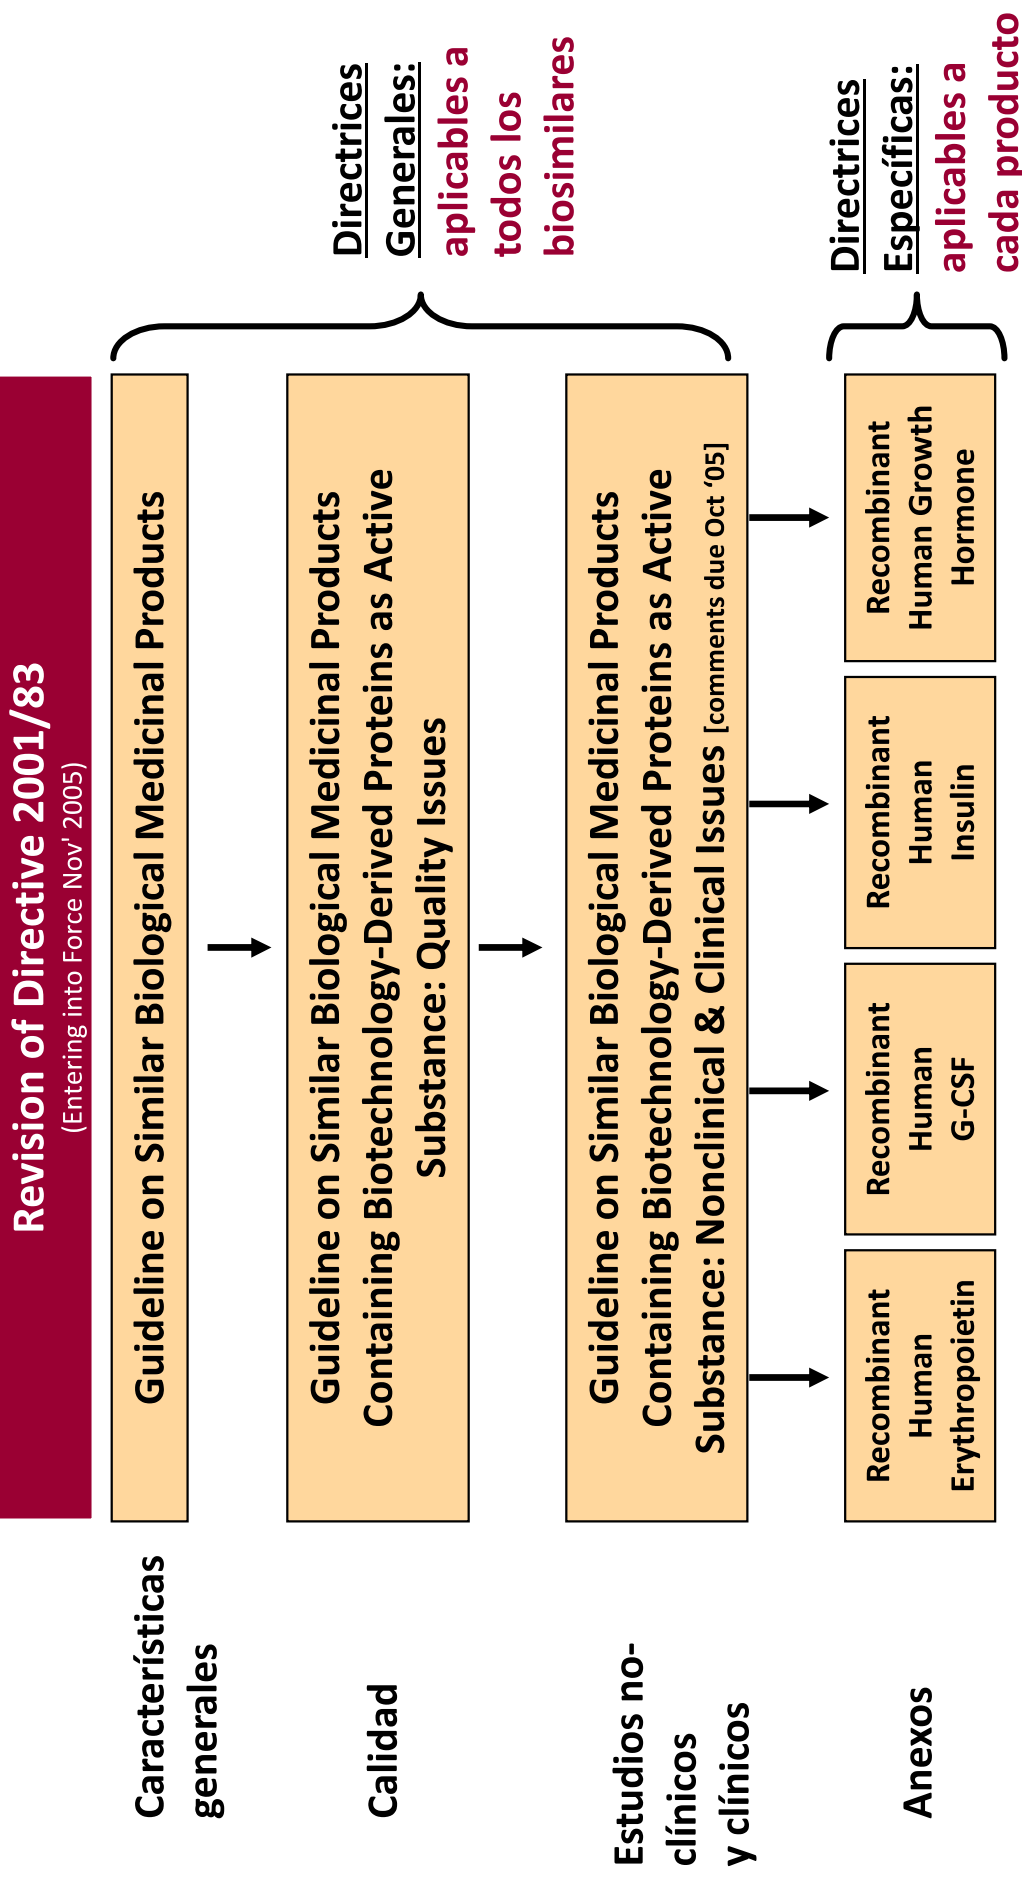 Revision of Directive 2001/83
(Entering into Force Nov' 2005)
Características
generales
Guideline on Similar Biological Medicinal Products
Calidad
Guideline on Similar Biological Medicinal Products
Containing Biotechnology-Derived Proteins as Active
Substance: Quality Issues
Directrices
Generales:
aplicables a
todos los
biosimilares
Estudios no-
clínicos
y clínicos
Guideline on Similar Biological Medicinal Products
Containing Biotechnology-Derived Proteins as Active
Substance: Nonclinical & Clinical Issues [comments due Oct ‘05]
Anexos
Recombinant
Human
Erythropoietin
Recombinant
Human
G-CSF
Recombinant
Human
Insulin
Recombinant
Human Growth
Hormone
Directrices
Específicas:
aplicables a
cada producto